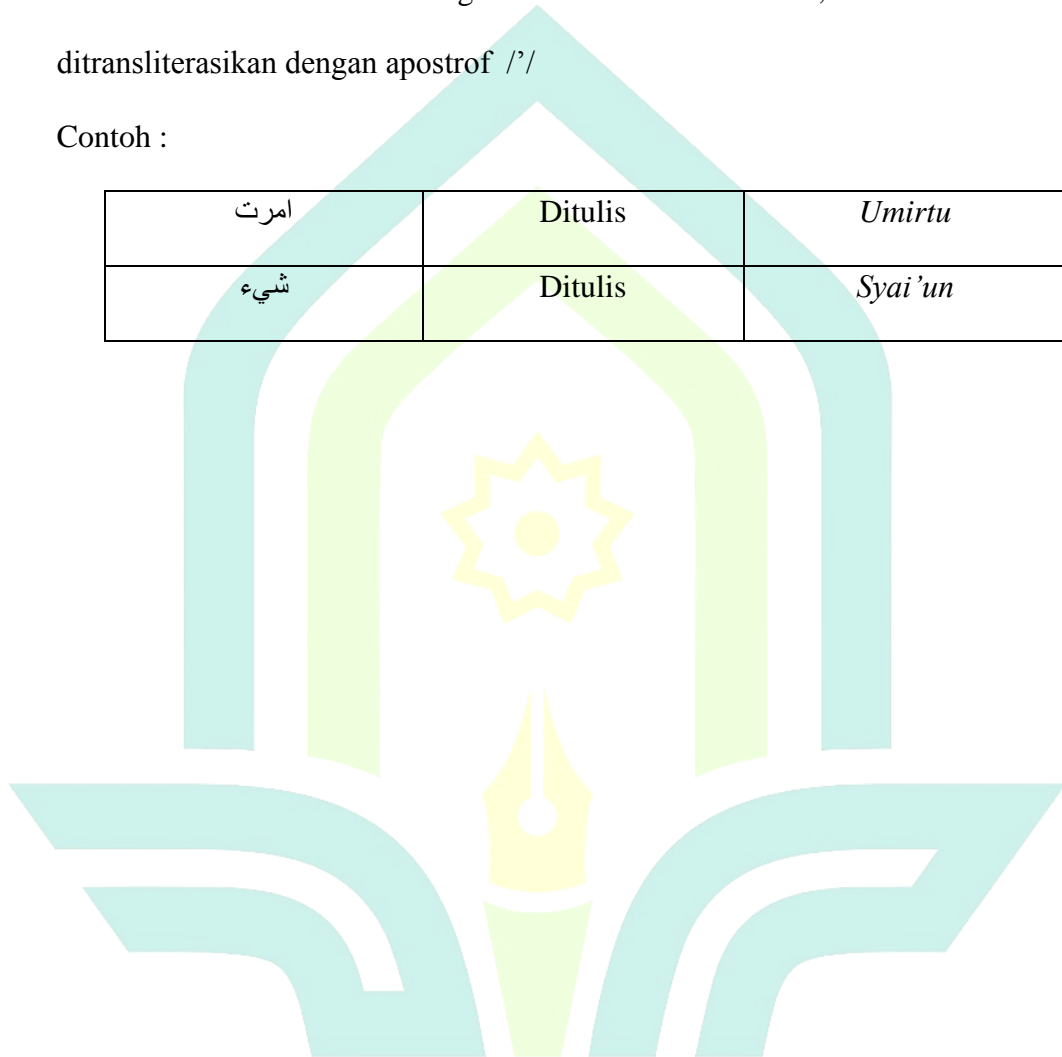 ditransliterasikan dengan apostrof /’/
Contoh :
امرت Ditulis Umirtu
شيء Ditulis Syai’un